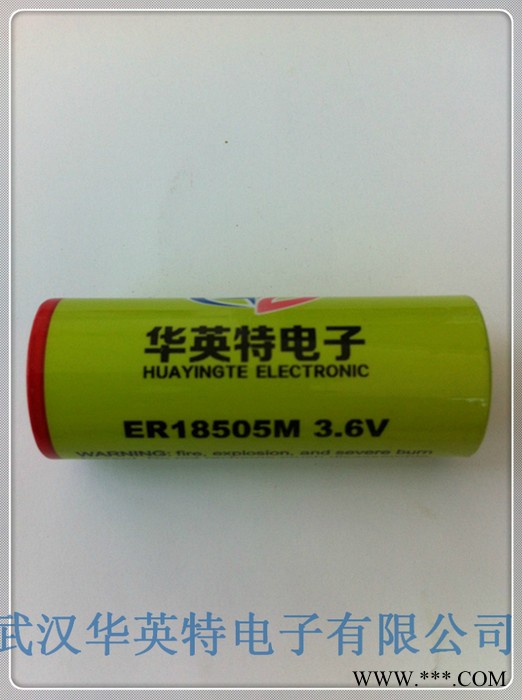 华英特电子
HUAYINGTE ELECTRONIC
ER18505M 3.6V
WARNING: fire, explosion, and severe burn
武汉华英特电子有限公司
WWW.***.COM